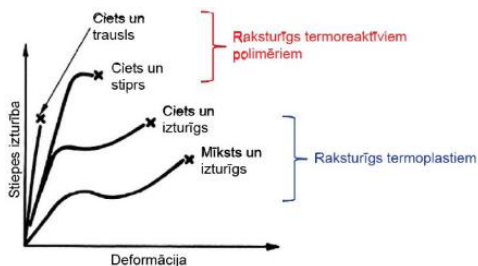 Ciets un
trausls
Raksturīgs termoreaktīviem
polimēriem
Ciets un
stiprs
Ciets un
izturīgs
Mīksts un
izturīgs
Raksturīgs termoplastiem
Stiepes izturība
Deformācija